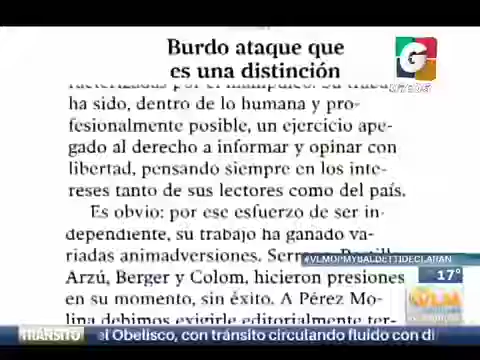 Burdo ataque que
es una distinción
ha sido, dentro de lo humana y pro-
fesionalmente posible, un ejercicio ape-
gado al derecho a informar y opinar con
libertad, pensando siempre en los inte-
reses tanto de sus lectores como del país.
Es obvio: por ese esfuerzo de ser in-
dependiente, su trabajo ha ganado va-
riadas animadversiones.
#VLMOPMYBALDETTIDECLARAN
Arzú, Berger y Colom, hicieron presiones
en su momento, sin éxito. A Pérez Mo-
lina debimos exigirle editorialmente ter-
G
07:05
17°
VLM
TRÁNSITO
el Obelisco, con tránsito circulando fluido con di